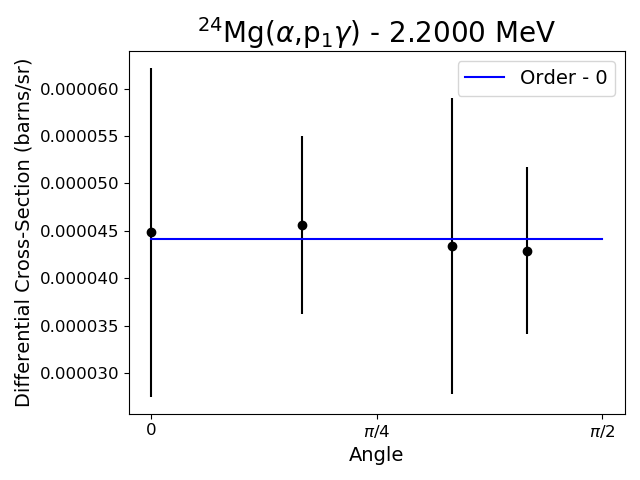 ²⁴Mg(α,p₁γ) - 2.2000 MeV
Order - 0
Differential Cross-Section (barns/sr)
0.000060
0.000055
0.000050
0.000045
0.000040
0.000035
0.000030
0
π/4
π/2
Angle